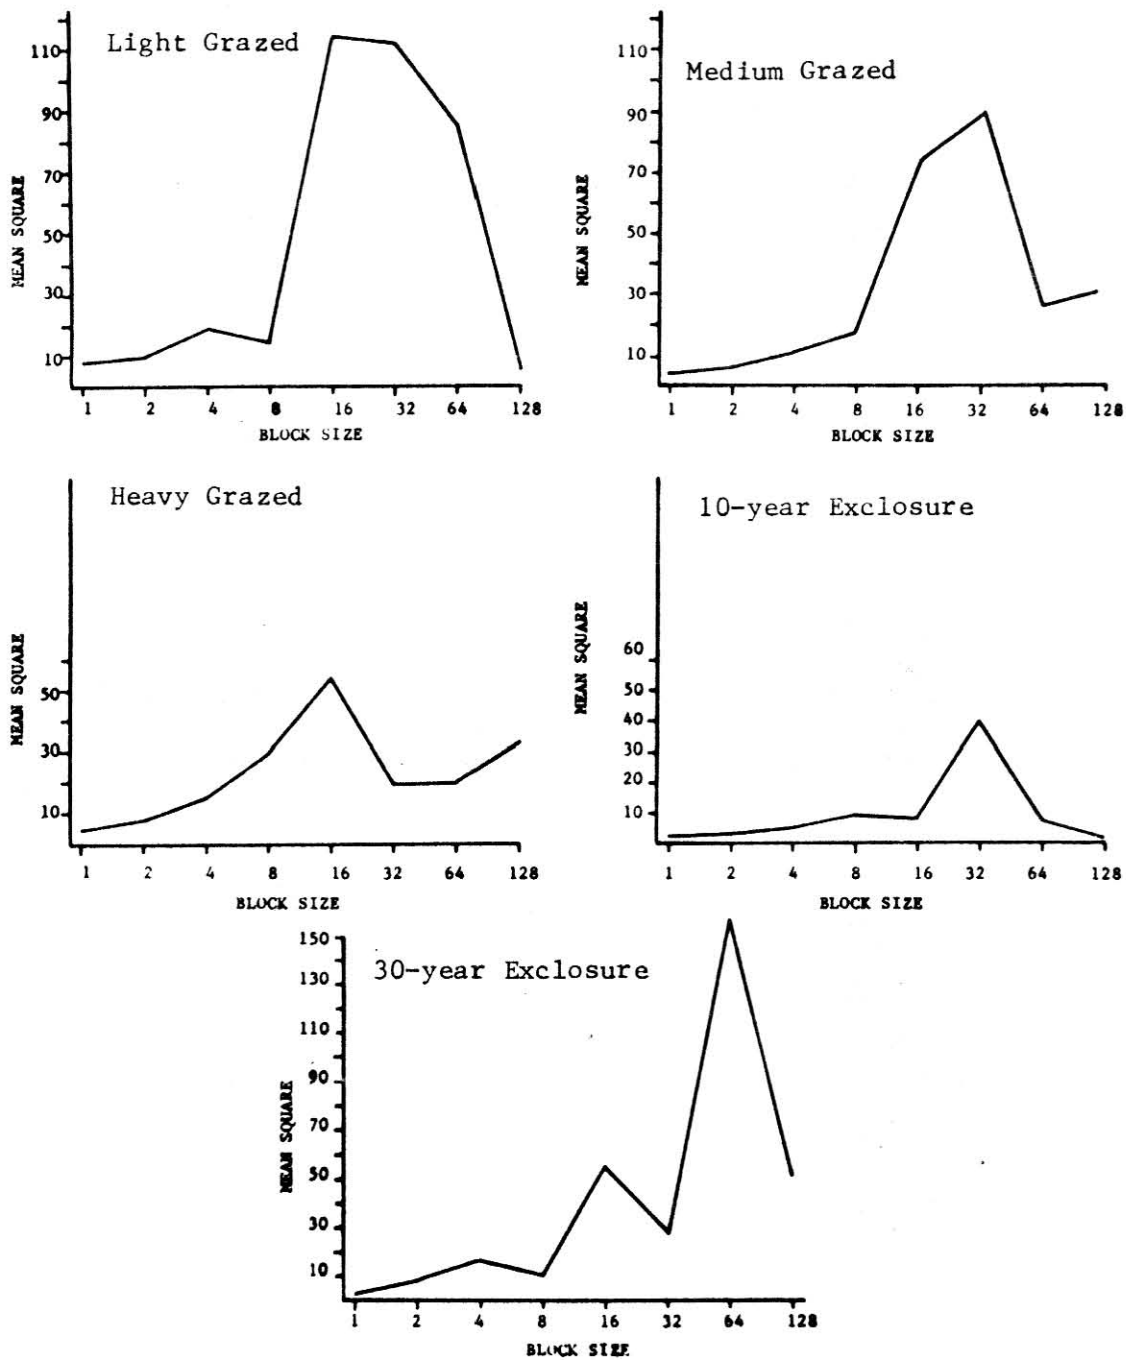 Light Grazed
110
90
70
50
30
10
MEAN SQUARE
1 2 4 8 16 32 64 128
BLOCK SIZE
Medium Grazed
110
90
70
50
30
10
MEAN SQUARE
1 2 4 8 16 32 64 128
BLOCK SIZE
Heavy Grazed
50
30
10
MEAN SQUARE
1 2 4 8 16 32 64 128
BLOCK SIZE
10-year Exclosure
60
50
40
30
20
10
MEAN SQUARE
1 2 4 8 16 32 64 128
BLOCK SIZE
30-year Exclosure
150
130
110
90
70
50
30
10
MEAN SQUARE
1 2 4 8 16 32 64 128
BLOCK SIZE